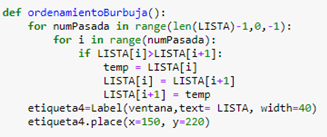 def ordenamientoBurbuja():
    for numPasada in range(len(LISTA)-1,0,-1):
        for i in range(numPasada):
            if LISTA[i]>LISTA[i+1]:
                temp = LISTA[i]
                LISTA[i] = LISTA[i+1]
                LISTA[i+1] = temp
    etiqueta4=Label(ventana,text= LISTA, width=40)
    etiqueta4.place(x=150, y=220)